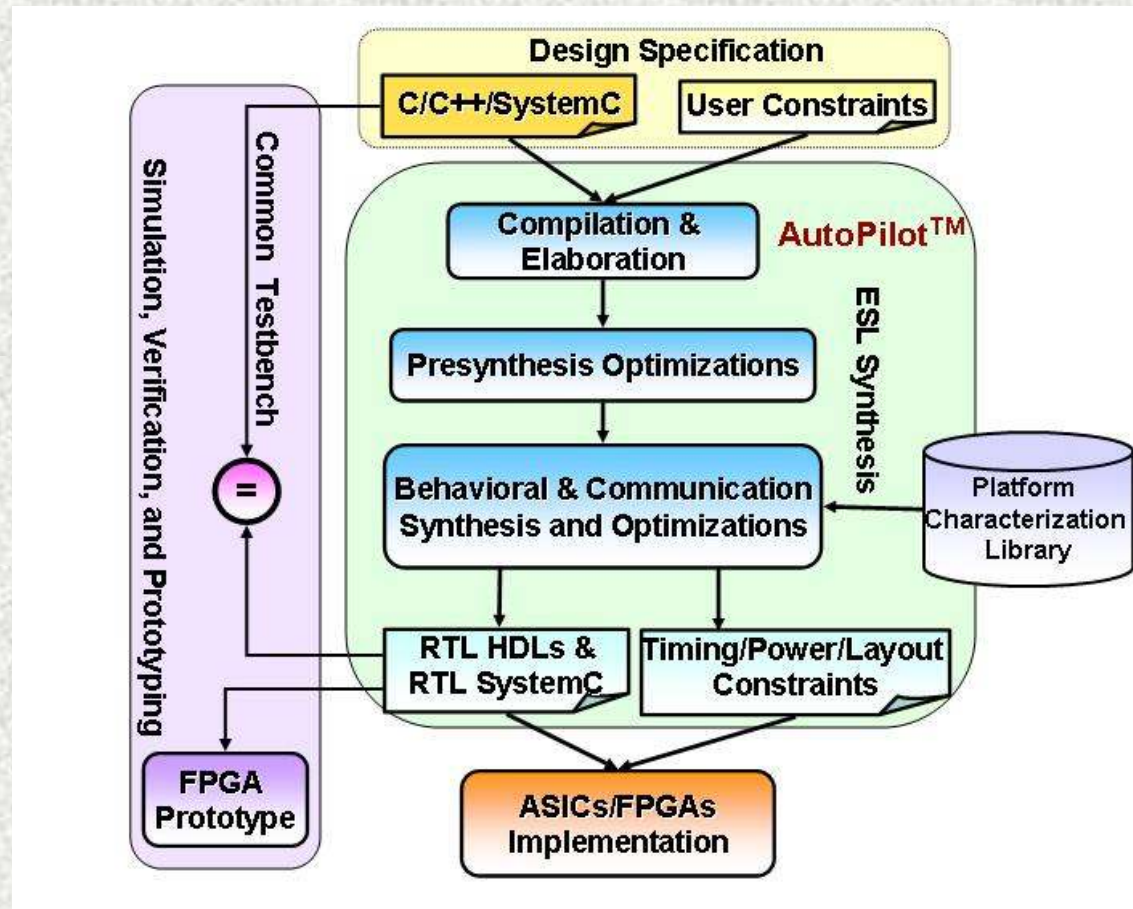 Design Specification
C/C++/SystemC
User Constraints
Simulation, Verification, and Prototyping
Common Testbench
=
FPGA
Prototype
AutoPilot™
ESL Synthesis
Compilation &
Elaboration
Presynthesis Optimizations
Behavioral & Communication
Synthesis and Optimizations
Platform
Characterization
Library
RTL HDLs &
RTL SystemC
Timing/Power/Layout
Constraints
ASICs/FPGAs
Implementation